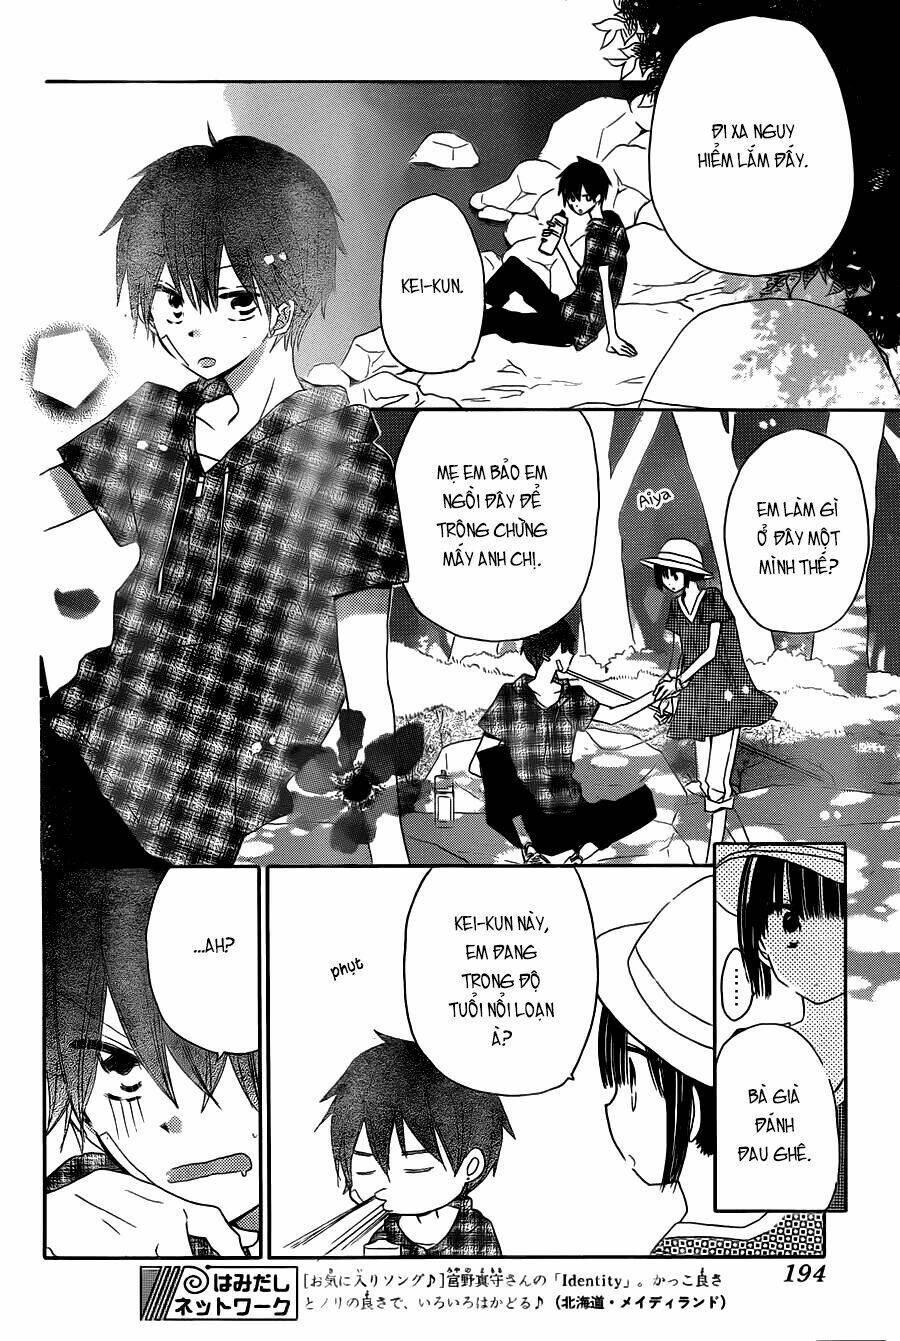 ĐI XA NGUY
HIỂM LẮM ĐẤY.
KEI-KUN.
EM LÀM GÌ
Ở ĐÂY MỘT
MÌNH THẾ?
Aiya
MẸ EM BẢO EM
NGỒI ĐÂY ĐỂ
TRÔNG CHỪNG
MẤY ANH CHỊ.
......
BÀ GIÀ
ĐÁNH
ĐAU GHÊ.
KEI-KUN NÀY,
EM ĐANG
TRONG ĐỘ
TUỔI NỔI LOẠN
À?
phụt
...AH?
194
はみだし
ネットワーク
[お気に入りソング♪]宮野真守さんの「Identity」。かっこ良さ
とノリの良さで、いろいろはかどる♪（北海道・メイディランド）